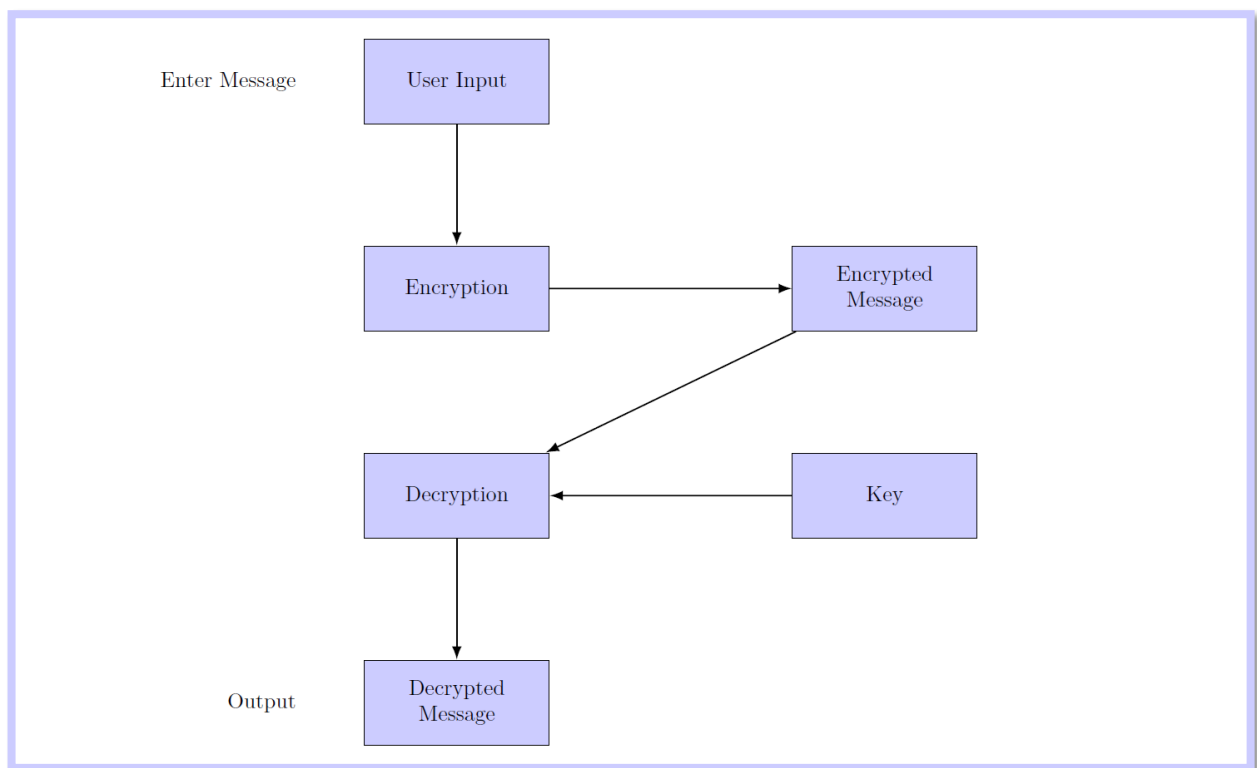 Enter Message
User Input
Encryption
Encrypted
Message
Decryption
Key
Output
Decrypted
Message